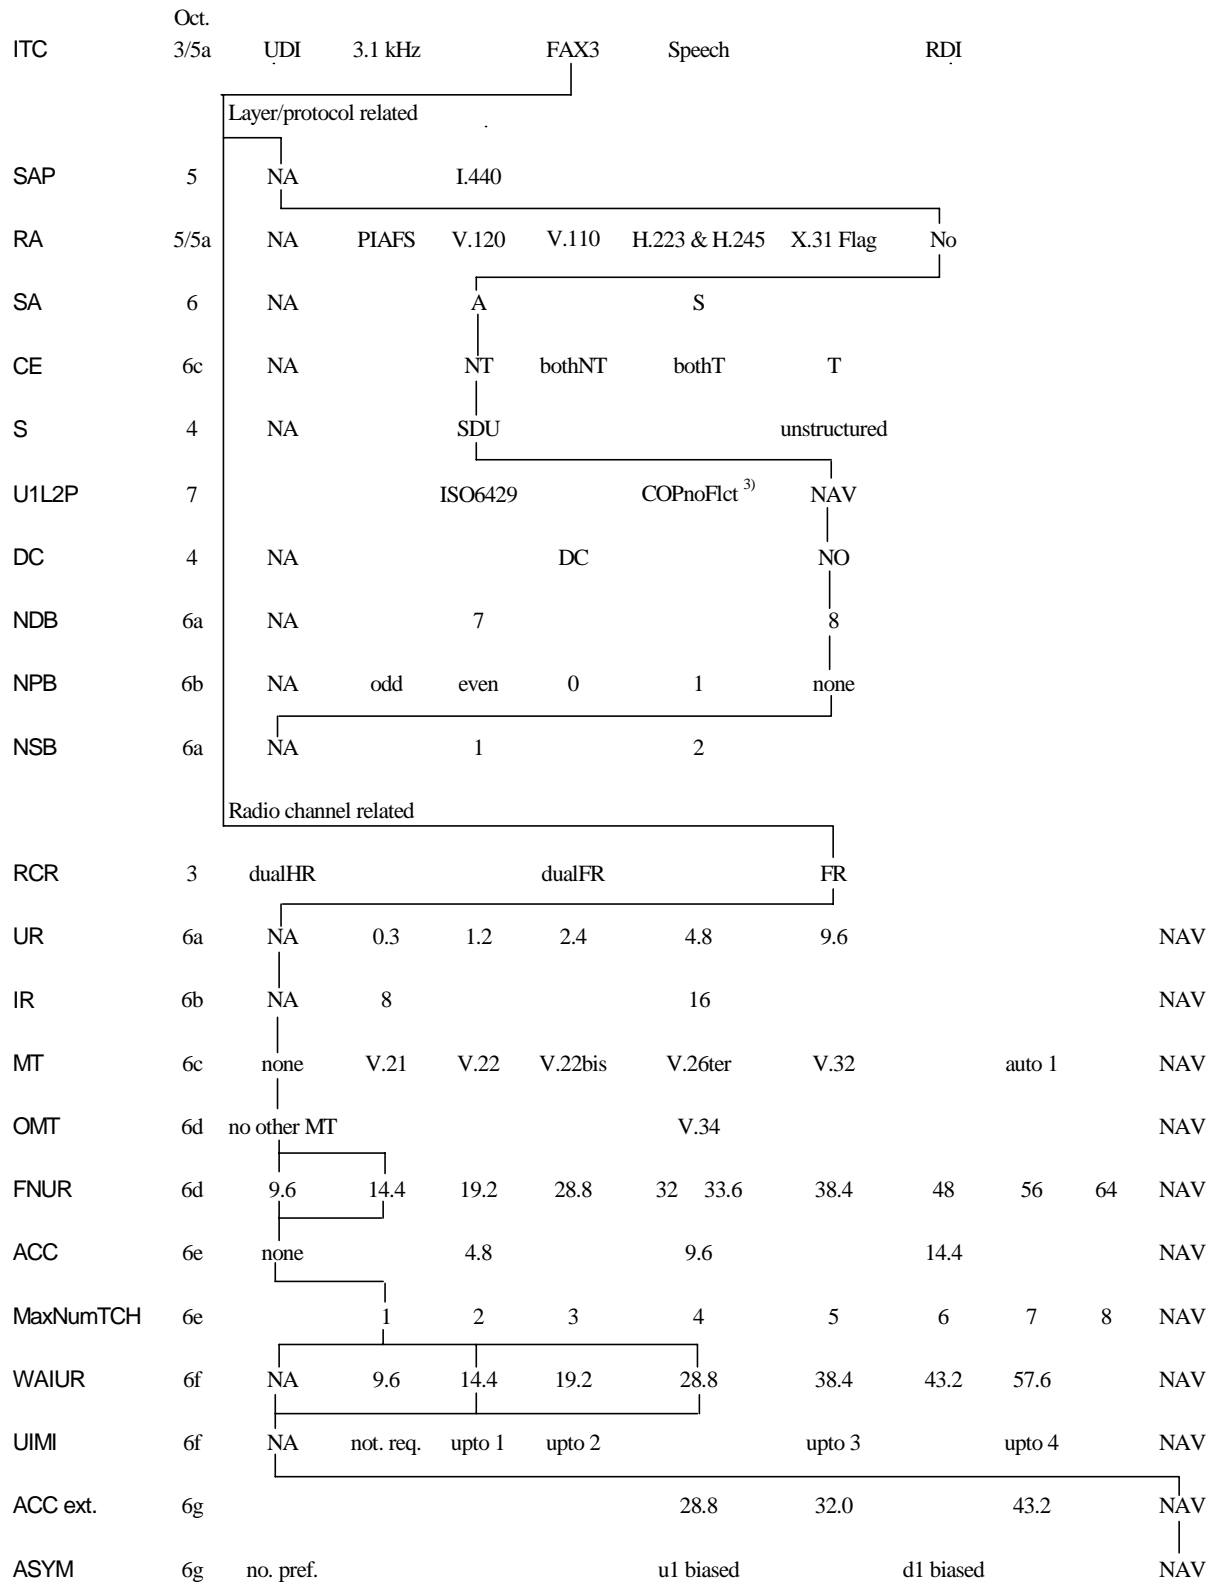 Oct.
ITC 3/5a UDI 3.1 kHz FAX3 Speech RDI
Layer/protocol related
SAP 5 NA I.440
RA 5/5a NA PIAFS V.120 V.110 H.223 & H.245 X.31 Flag No
SA 6 NA A S
CE 6c NA NT bothNT bothT T
S 4 NA SDU unstructured
U1L2P 7 ISO6429 COPnoFlct 3) NAV
DC 4 NA DC NO
NDB 6a NA 7 8
NPB 6b NA odd even 0 1 none
NSB 6a NA 1 2
Radio channel related
RCR 3 dualHR dualFR FR
UR 6a NA 0.3 1.2 2.4 4.8 9.6 NAV
IR 6b NA 8 16 NAV
MT 6c none V.21 V.22 V.22bis V.26ter V.32 auto 1 NAV
OMT 6d no other MT V.34 NAV
FNUR 6d 9.6 14.4 19.2 28.8 32 33.6 38.4 48 56 64 NAV
ACC 6e none 4.8 9.6 14.4 NAV
MaxNumTCH 6e 1 2 3 4 5 6 7 8 NAV
WAIUR 6f NA 9.6 14.4 19.2 28.8 38.4 43.2 57.6 NAV
UIMI 6f NA not. req. upto 1 upto 2 upto 3 upto 4 NAV
ACC ext. 6g 28.8 32.0 43.2 NAV
ASYM 6g no. pref. u1 biased d1 biased NAV